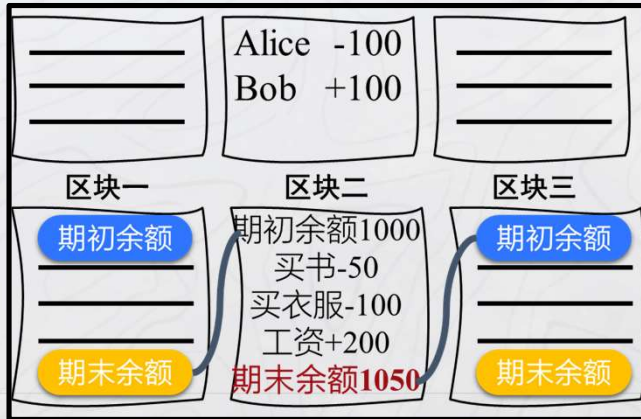 Alice -100
Bob +100
区块一
区块二
区块三
期初余额
期末余额
期初余额1000
买书-50
买衣服-100
工资+200
期末余额1050
期初余额
期末余额